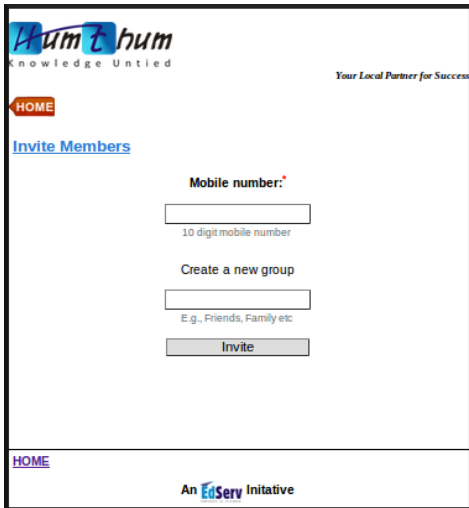 Hum Thum
Knowledge Untied
Your Local Partner for Success
HOME
Invite Members
Mobile number:*
10 digit mobile number
Create a new group
E.g., Friends, Family etc
Invite
HOME
An EdServ Initative